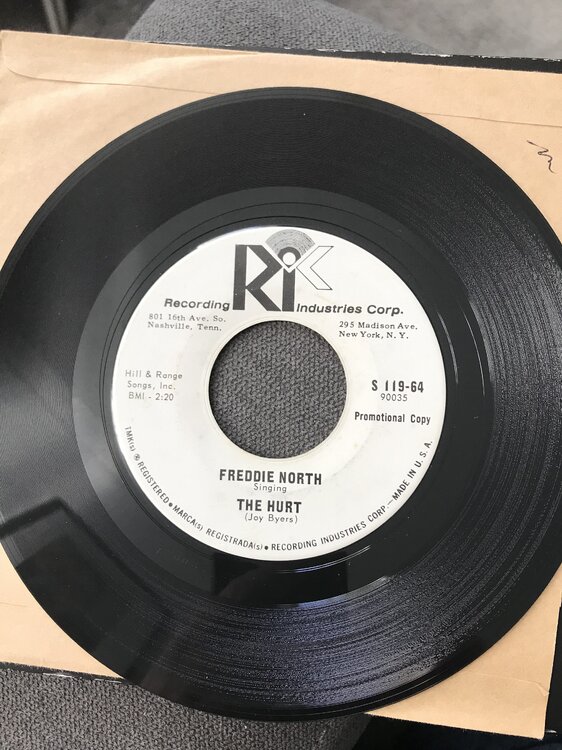 Ric
Recording Industries Corp.
801 16th Ave. So.
Nashville, Tenn.
295 Madison Ave.
New York, N. Y.
Hill & Range
Songs, Inc.
BMI - 2:20
S 119-64
90035
Promotional Copy
FREDDIE NORTH
Singing
THE HURT
(Joy Byers)
TMK(s) ® REGISTERED • MARCA(s) REGISTRADA(s) • RECORDING INDUSTRIES CORP. — MADE IN U. S. A.